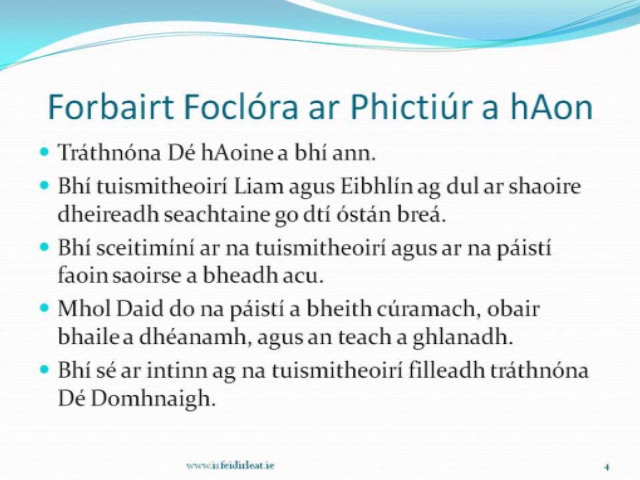 Forbairt Foclóra ar Phictiúr a hAon
• Tráthnóna Dé hAoine a bhí ann.
• Bhí tuismitheoirí Liam agus Eibhlín ag dul ar shaoire
dheireadh seachtaine go dtí óstán breá.
• Bhí sceitimíní ar na tuismitheoirí agus ar na páistí
faoin saoirse a bheadh acu.
• Mhol Daid do na páistí a bheith cúramach, obair
bhaile a dhéanamh, agus an teach a ghlanadh.
• Bhí sé ar intinn ag na tuismitheoirí filleadh tráthnóna
Dé Domhnaigh.
www.isfeidirleat.ie 4